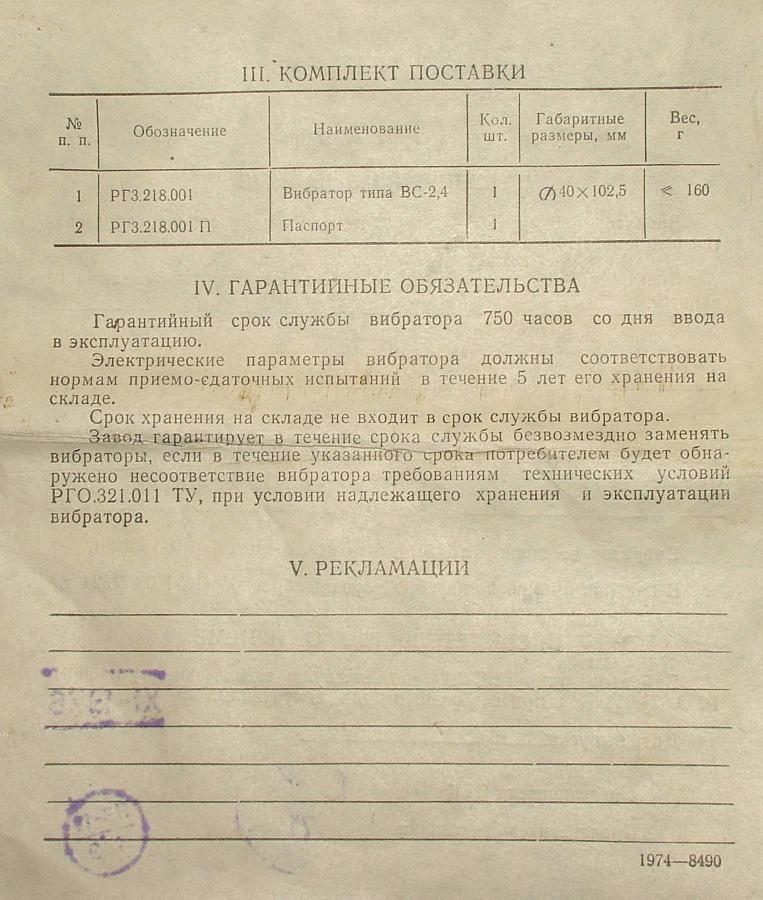 III. КОМПЛЕКТ ПОСТАВКИ
№ п. п. Обозначение Наименование Кол. шт. Габаритные размеры, мм Вес, г
1 РГ3.218.001 Вибратор типа ВС-2,4 1 ∅ 40×102,5 ⩽ 160
2 РГ3.218.001 П Паспорт 1
IV. ГАРАНТИЙНЫЕ ОБЯЗАТЕЛЬСТВА
Гарантийный срок службы вибратора 750 часов со дня ввода
в эксплуатацию.
Электрические параметры вибратора должны соответствовать
нормам приемо-сдаточных испытаний в течение 5 лет его хранения на
складе.
Срок хранения на складе не входит в срок службы вибратора.
Завод гарантирует в течение срока службы безвозмездно заменять
вибраторы, если в течение указанного срока потребителем будет обна-
ружено несоответствие вибратора требованиям технических условий
РГО.321.011 ТУ, при условии надлежащего хранения и эксплуатации
вибратора.
V. РЕКЛАМАЦИИ
1974—8490